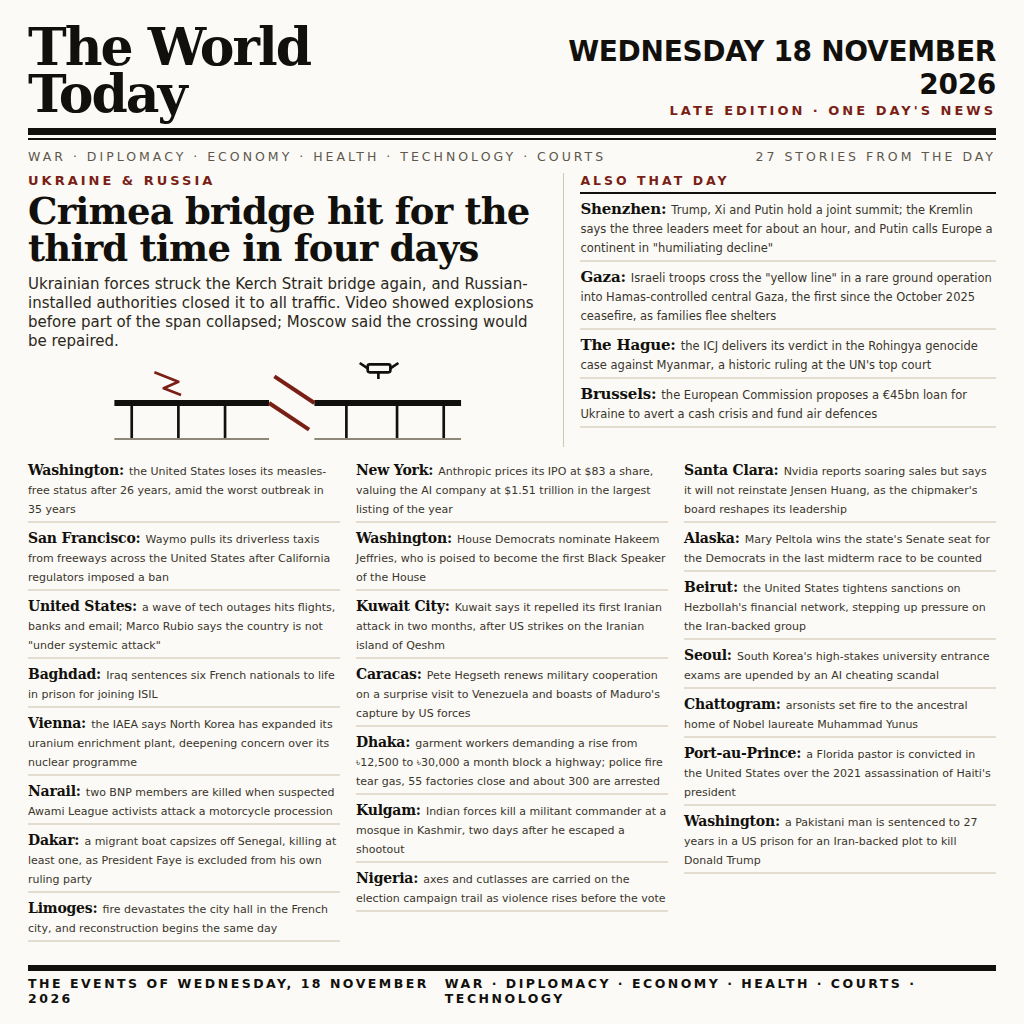 The World
Today
WEDNESDAY 18 NOVEMBER
2026
LATE EDITION · ONE DAY'S NEWS
WAR · DIPLOMACY · ECONOMY · HEALTH · TECHNOLOGY · COURTS
27 STORIES FROM THE DAY
UKRAINE & RUSSIA
Crimea bridge hit for the
third time in four days
Ukrainian forces struck the Kerch Strait bridge again, and Russian-
installed authorities closed it to all traffic. Video showed explosions
before part of the span collapsed; Moscow said the crossing would
be repaired.
ALSO THAT DAY
Shenzhen: Trump, Xi and Putin hold a joint summit; the Kremlin
says the three leaders meet for about an hour, and Putin calls Europe a
continent in "humiliating decline"
Gaza: Israeli troops cross the "yellow line" in a rare ground operation
into Hamas-controlled central Gaza, the first since the October 2025
ceasefire, as families flee shelters
The Hague: the ICJ delivers its verdict in the Rohingya genocide
case against Myanmar, a historic ruling at the UN's top court
Brussels: the European Commission proposes a €45bn loan for
Ukraine to avert a cash crisis and fund air defences
Washington: the United States loses its measles-
free status after 26 years, amid the worst outbreak in
35 years
San Francisco: Waymo pulls its driverless taxis
from freeways across the United States after California
regulators imposed a ban
United States: a wave of tech outages hits flights,
banks and email; Marco Rubio says the country is not
"under systemic attack"
Baghdad: Iraq sentences six French nationals to life
in prison for joining ISIL
Vienna: the IAEA says North Korea has expanded its
uranium enrichment plant, deepening concern over its
nuclear programme
Narail: two BNP members are killed when suspected
Awami League activists attack a motorcycle procession
Dakar: a migrant boat capsizes off Senegal, killing at
least one, as President Faye is excluded from his own
ruling party
Limoges: fire devastates the city hall in the French
city, and reconstruction begins the same day
New York: Anthropic prices its IPO at $83 a share,
valuing the AI company at $1.51 trillion in the largest
listing of the year
Washington: House Democrats nominate Hakeem
Jeffries, who is poised to become the first Black Speaker
of the House
Kuwait City: Kuwait says it repelled its first Iranian
attack in two months, after US strikes on the Iranian
island of Qeshm
Caracas: Pete Hegseth renews military cooperation
on a surprise visit to Venezuela and boasts of Maduro's
capture by US forces
Dhaka: garment workers demanding a rise from
৳12,500 to ৳30,000 a month block a highway; police fire
tear gas, 55 factories close and about 300 are arrested
Kulgam: Indian forces kill a militant commander at a
mosque in Kashmir, two days after he escaped a
shootout
Nigeria: axes and cutlasses are carried on the
election campaign trail as violence rises before the vote
Santa Clara: Nvidia reports soaring sales but says
it will not reinstate Jensen Huang, as the chipmaker's
board reshapes its leadership
Alaska: Mary Peltola wins the state's Senate seat for
the Democrats in the last midterm race to be counted
Beirut: the United States tightens sanctions on
Hezbollah's financial network, stepping up pressure on
the Iran-backed group
Seoul: South Korea's high-stakes university entrance
exams are upended by an AI cheating scandal
Chattogram: arsonists set fire to the ancestral
home of Nobel laureate Muhammad Yunus
Port-au-Prince: a Florida pastor is convicted in
the United States over the 2021 assassination of Haiti's
president
Washington: a Pakistani man is sentenced to 27
years in a US prison for an Iran-backed plot to kill
Donald Trump
THE EVENTS OF WEDNESDAY, 18 NOVEMBER
2026
WAR · DIPLOMACY · ECONOMY · HEALTH · COURTS ·
TECHNOLOGY